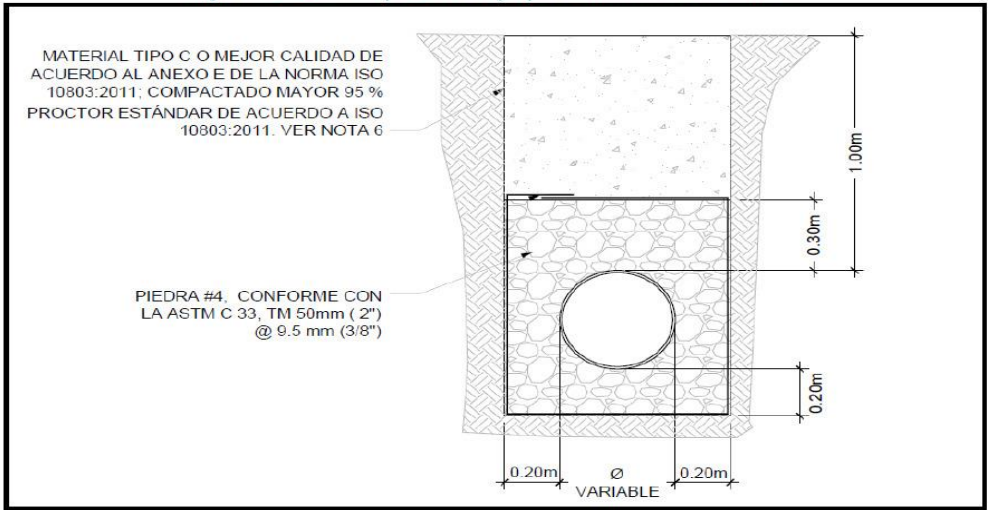 MATERIAL TIPO C O MEJOR CALIDAD DE
ACUERDO AL ANEXO E DE LA NORMA ISO
10803:2011; COMPACTADO MAYOR 95 %
PROCTOR ESTÁNDAR DE ACUERDO A ISO
10803:2011. VER NOTA 6
1.00m
0.30m
PIEDRA #4, CONFORME CON
LA ASTM C 33, TM 50mm ( 2")
@ 9.5 mm (3/8")
0.20m
0.20m Ø 0.20m
VARIABLE